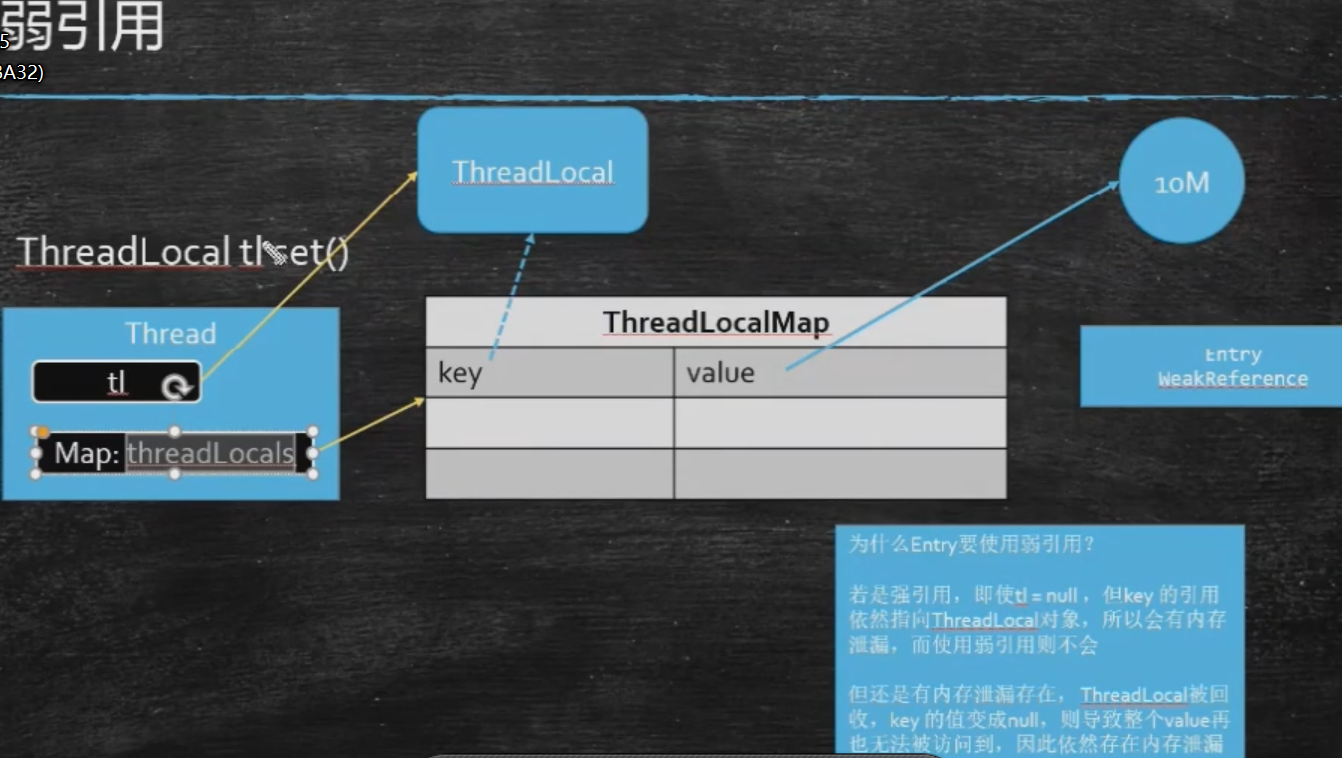 弱引用
5
BA32)
ThreadLocal
10M
ThreadLocal tl set()
Thread
ThreadLocalMap
tl
key
value
Entry
WeakReference
Map: threadLocals
为什么Entry要使用弱引用？
若是强引用，即使tl = null ，但key 的引用
依然指向ThreadLocal对象，所以会有内存
泄漏，而使用弱引用则不会
但还是有内存泄漏存在， ThreadLocal被回
收，key 的值变成null，则导致整个value再
也无法被访问到，因此依然存在内存泄漏